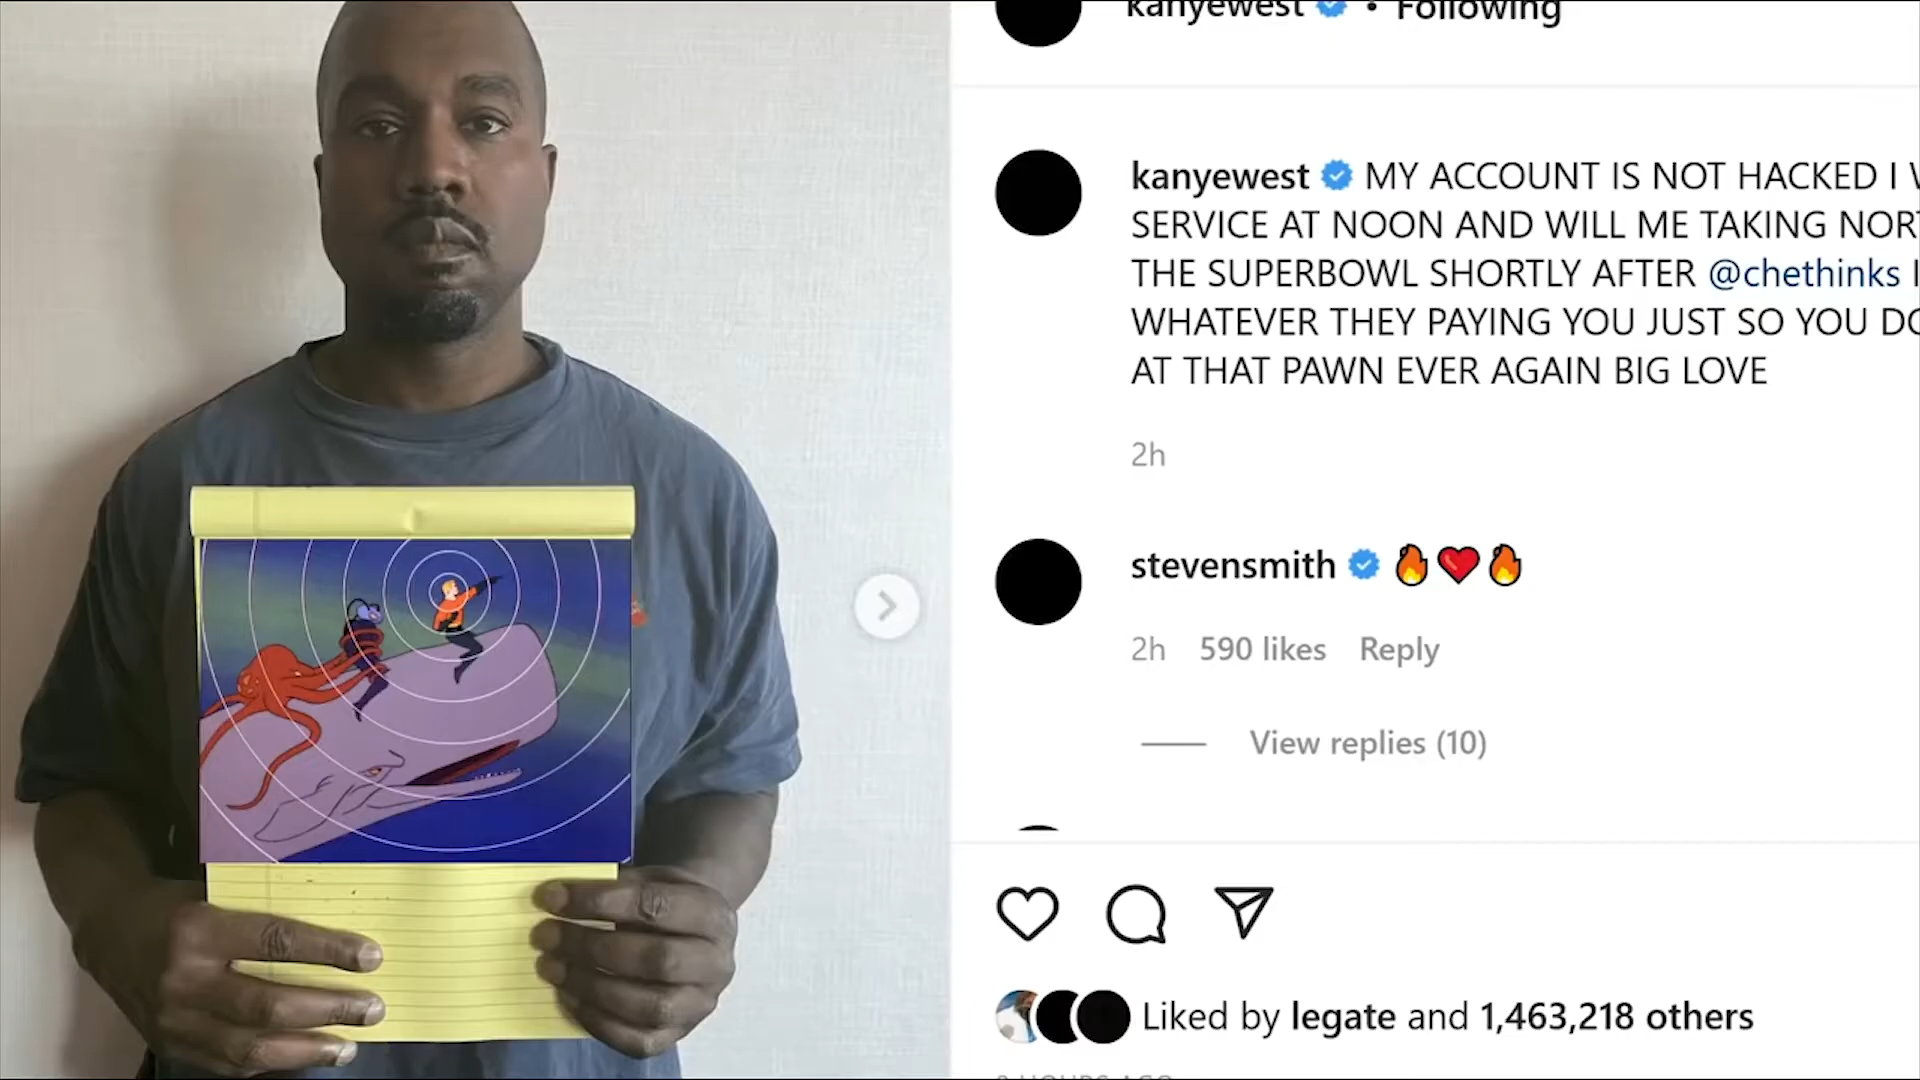 kanyewest • Following
kanyewest MY ACCOUNT IS NOT HACKED I
SERVICE AT NOON AND WILL ME TAKING
THE SUPERBOWL SHORTLY AFTER @chethinks
WHATEVER THEY PAYING YOU JUST SO YOU
AT THAT PAWN EVER AGAIN BIG LOVE
2h
stevensmith 🔥❤️🔥
2h 590 likes Reply
View replies (10)
Liked by legate and 1,463,218 others